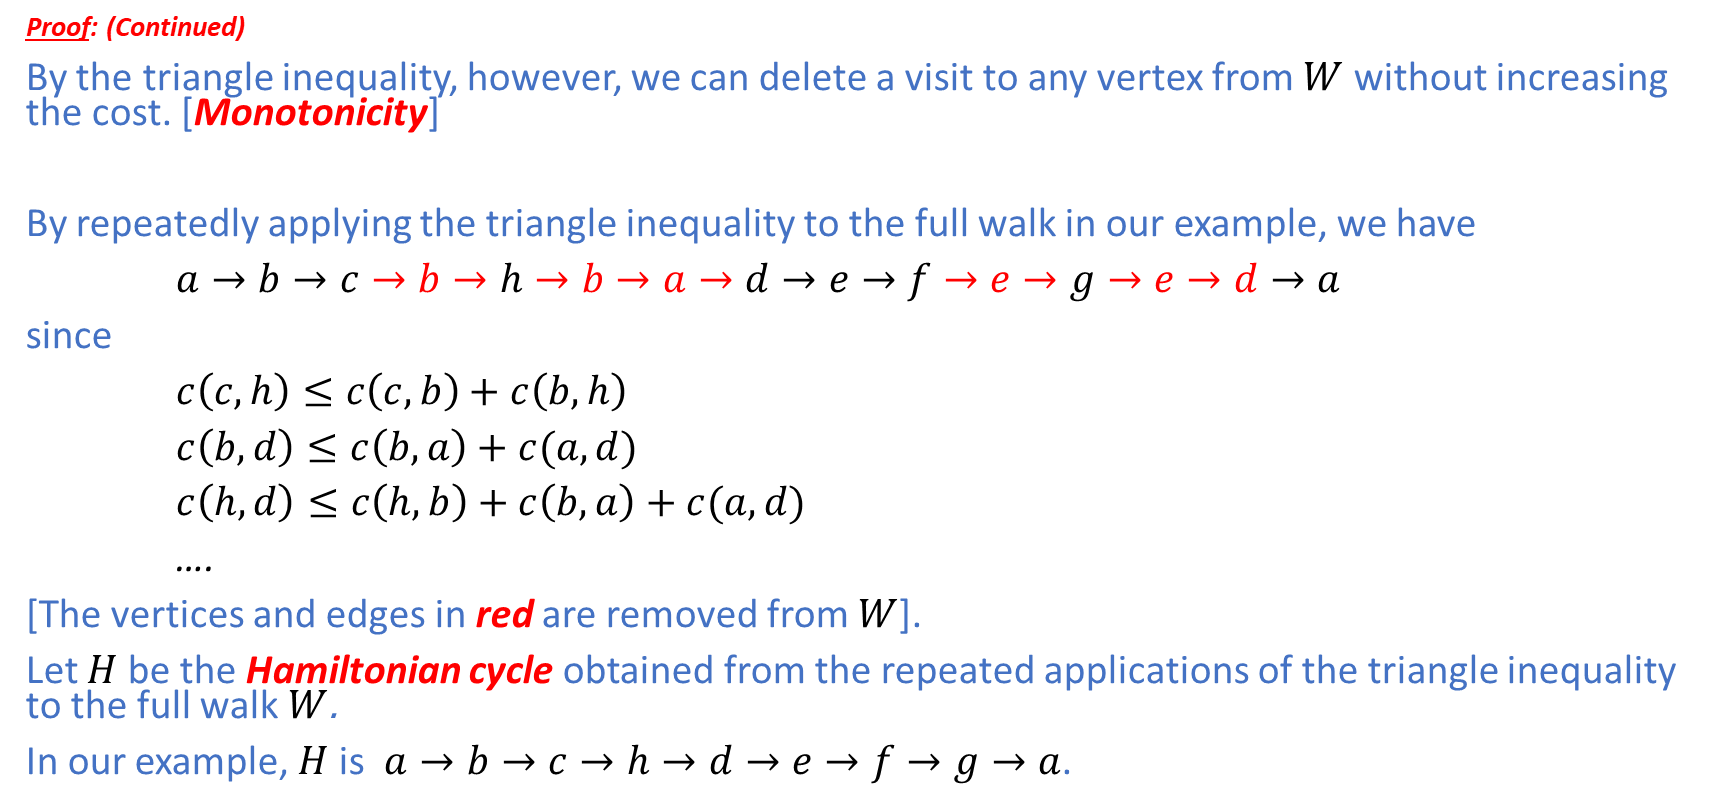 Proof: (Continued)
By the triangle inequality, however, we can delete a visit to any vertex from W without increasing
the cost. [Monotonicity]
By repeatedly applying the triangle inequality to the full walk in our example, we have
a → b → c → b → h → b → a → d → e → f → e → g → e → d → a
since
c(c, h) ≤ c(c, b) + c(b, h)
c(b, d) ≤ c(b, a) + c(a, d)
c(h, d) ≤ c(h, b) + c(b, a) + c(a, d)
....
[The vertices and edges in red are removed from W].
Let H be the Hamiltonian cycle obtained from the repeated applications of the triangle inequality
to the full walk W.
In our example, H is a → b → c → h → d → e → f → g → a.